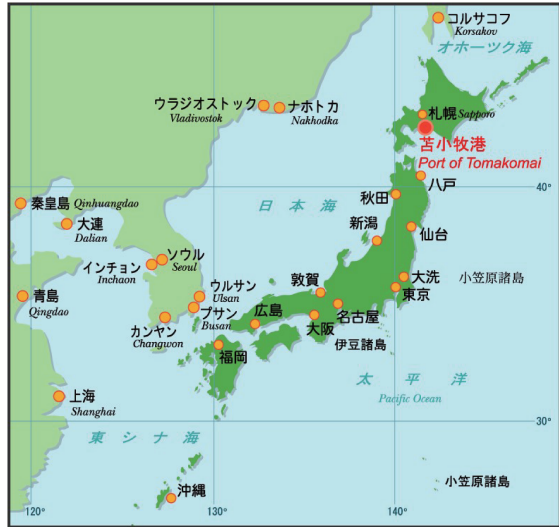 コルサコフ
Korsakov
オホーツク海
ウラジオストック
Vladivostok
ナホトカ
Nakhodka
札幌 Sapporo
苫小牧港
Port of Tomakomai
八戸
40°
秦皇島 Qinhuangdao
大連
Dalian
日本海
秋田
新潟
仙台
ソウル
Seoul
インチョン
Inchaon
青島
Qingdao
ウルサン
Ulsan
プサン
Busan
カンヤン
Changwon
敦賀
広島
大阪
名古屋
大洗
東京
小笠原諸島
伊豆諸島
福岡
太平洋
Pacific Ocean
上海
Shanghai
東シナ海
30°
沖縄
小笠原諸島
120°
130°
140°